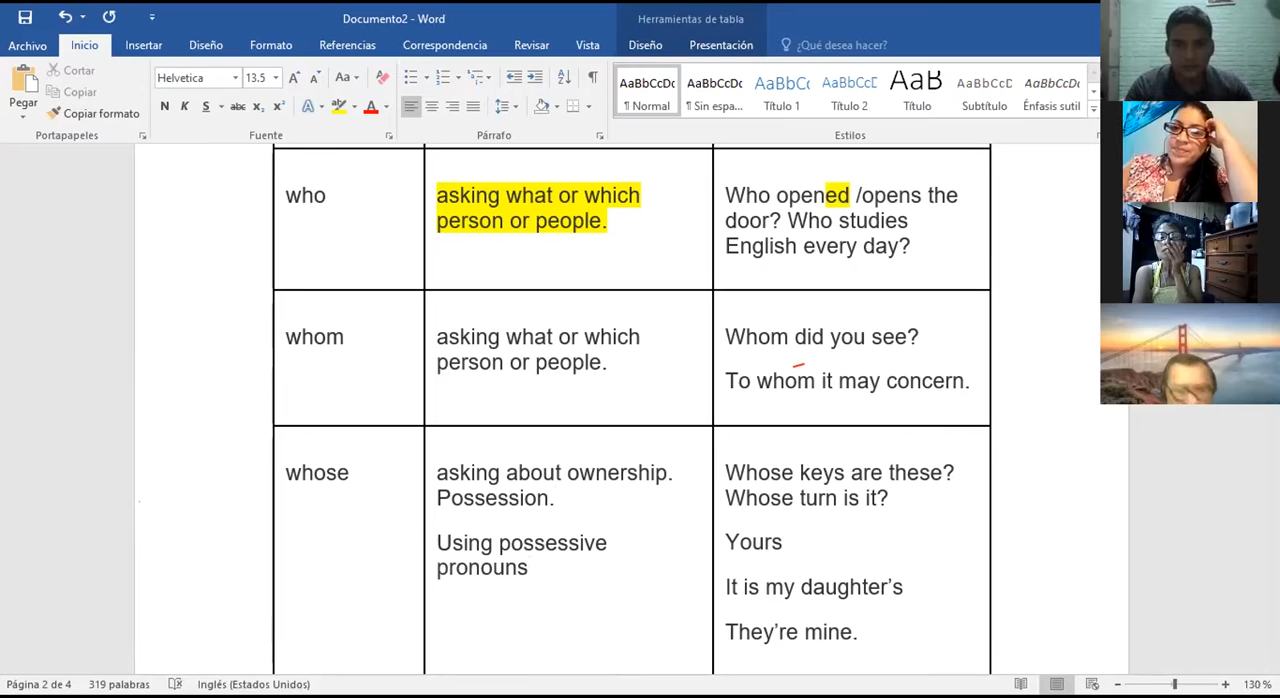 Documento2 - Word
Herramientas de tabla
Archivo Inicio Insertar Diseño Formato Referencias Correspondencia Revisar Vista Diseño Presentación ¿Qué desea hacer?
Pegar
Cortar
Copiar
Copiar formato
Portapapeles
Helvetica 13.5 A A Aa
N K S abc x₂ x² A A
Fuente
Párrafo
AaBbCcDc AaBbCcDc AaBbCc AaBbCcD AaB AaBbCcD AaBbCcDc
¶ Normal ¶ Sin espa... Título 1 Título 2 Título Subtítulo Énfasis sutil
Estilos
who
asking what or which
person or people.
Who opened /opens the
door? Who studies
English every day?
whom
asking what or which
person or people.
Whom did you see?
To whom it may concern.
whose
asking about ownership.
Possession.
Using possessive
pronouns
Whose keys are these?
Whose turn is it?
Yours
It is my daughter’s
They’re mine.
Página 2 de 4 319 palabras Inglés (Estados Unidos) 130 %